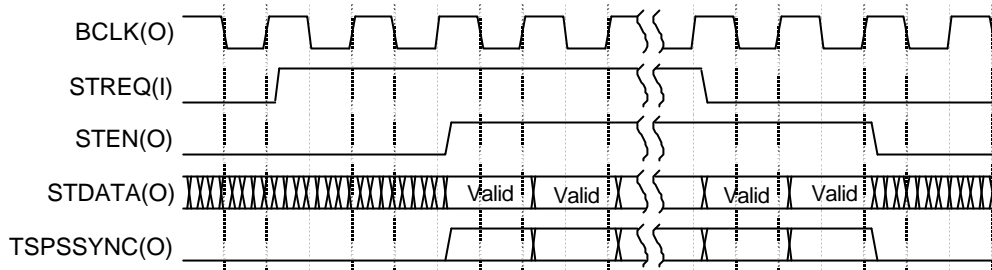 BCLK(O)
STREQ(I)
STEN(O)
STDATA(O) Valid Valid Valid Valid
TSPSSYNC(O)